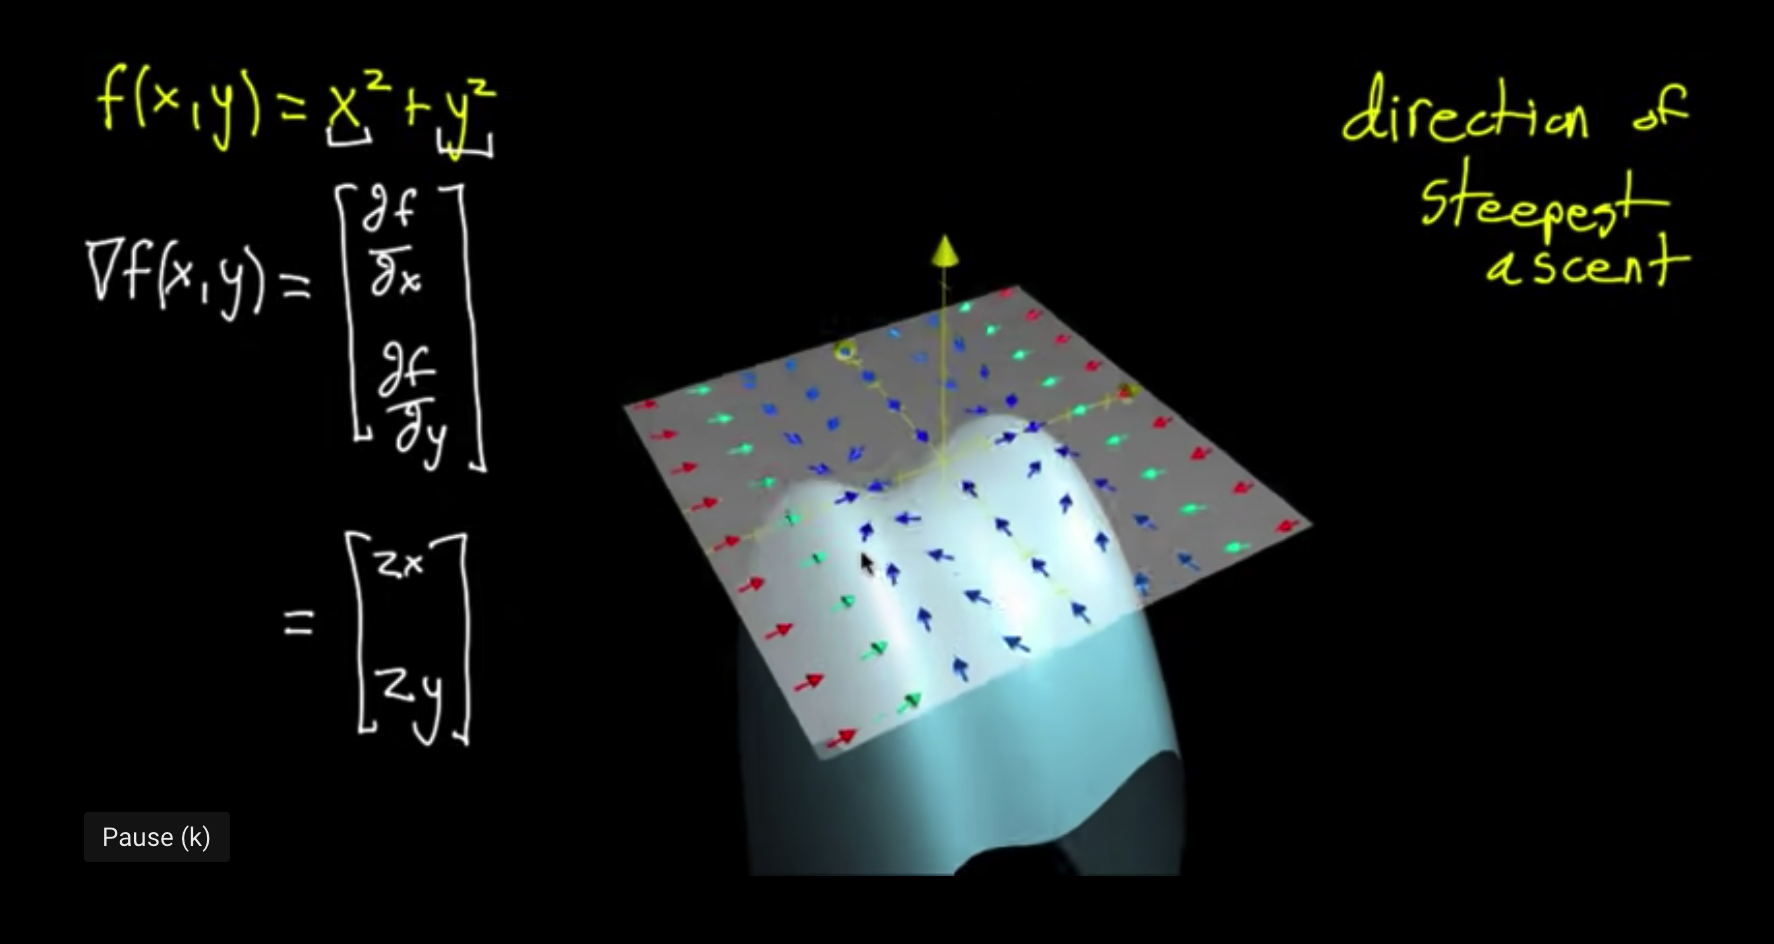 f(x,y) = x² + y²
∇f(x,y) = [∂f/∂x ∂f/∂y]
= [2x 2y]
direction of
steepest
ascent
Pause (k)